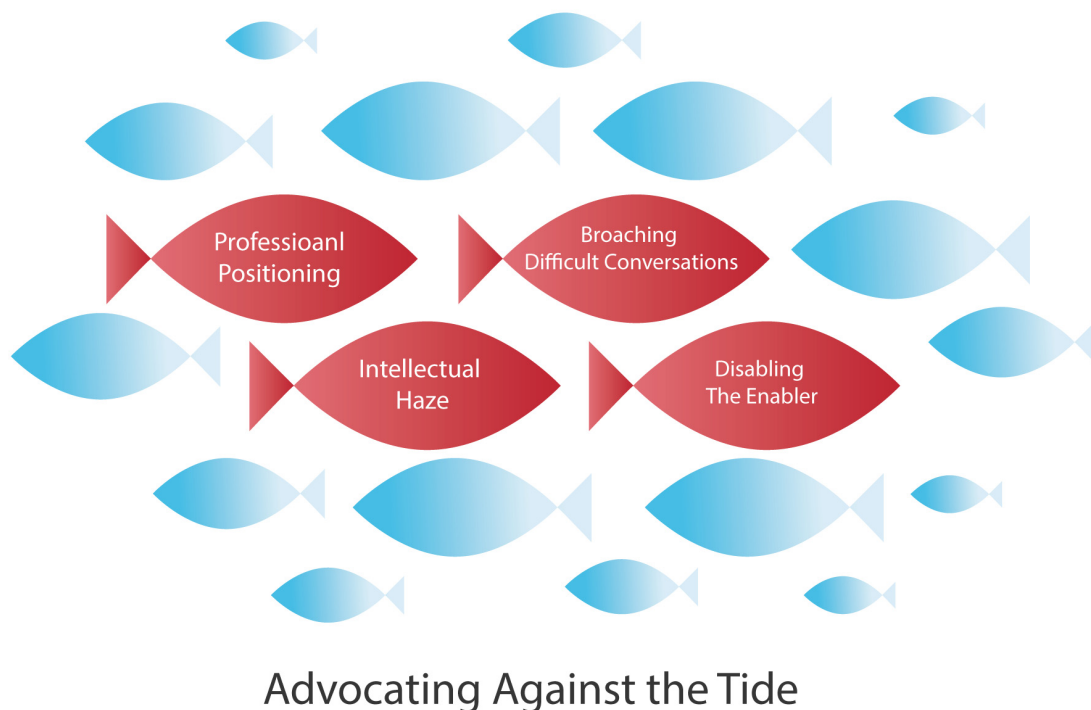 Professioanl
Positioning
Broaching
Difficult Conversations
Intellectual
Haze
Disabling
The Enabler
Advocating Against the Tide